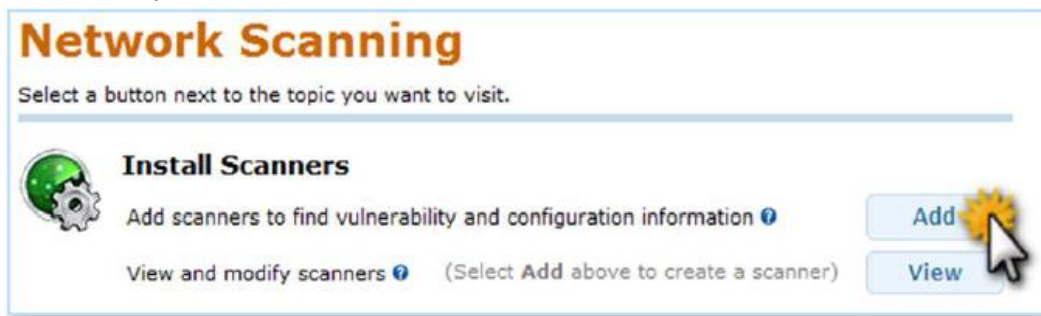 Network Scanning
Select a button next to the topic you want to visit.
Install Scanners
Add scanners to find vulnerability and configuration information ? Add
View and modify scanners ? (Select Add above to create a scanner) View